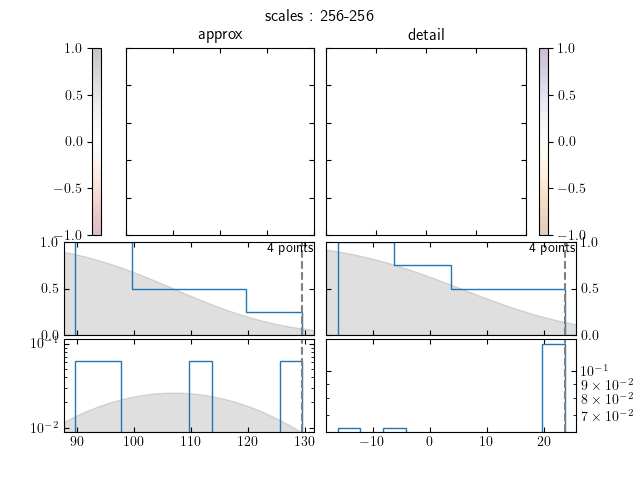 scales : 256-256
approx detail
1.0 1.0
0.5 0.5
0.0 0.0
−0.5 −0.5
−1.0 −1.0
1.0 4 points 4 points 1.0
0.5 0.5
0.0 0.0
10⁻¹ 10⁻¹
9 × 10⁻²
8 × 10⁻²
7 × 10⁻²
10⁻²
90 100 110 120 130 −10 0 10 20